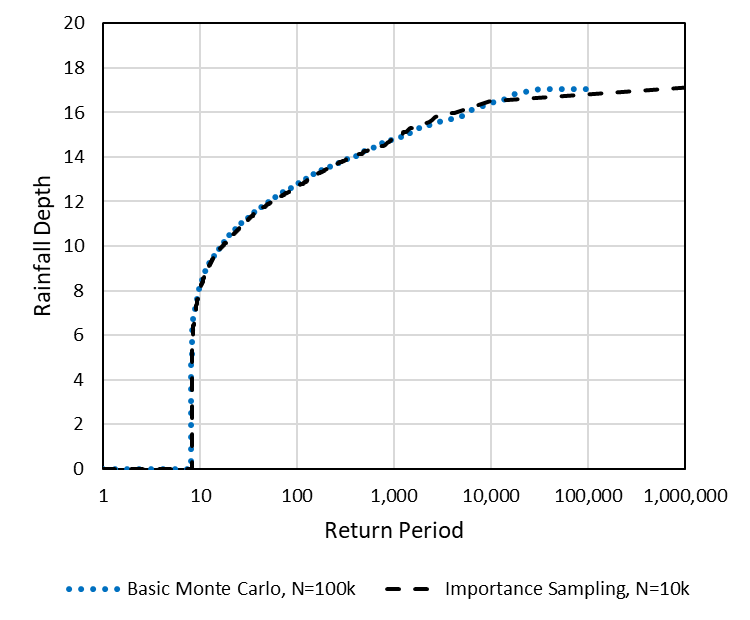 20
18
16
14
12
10
8
6
4
2
0
Rainfall Depth
1 10 100 1,000 10,000 100,000 1,000,000
Return Period
Basic Monte Carlo, N=100k Importance Sampling, N=10k